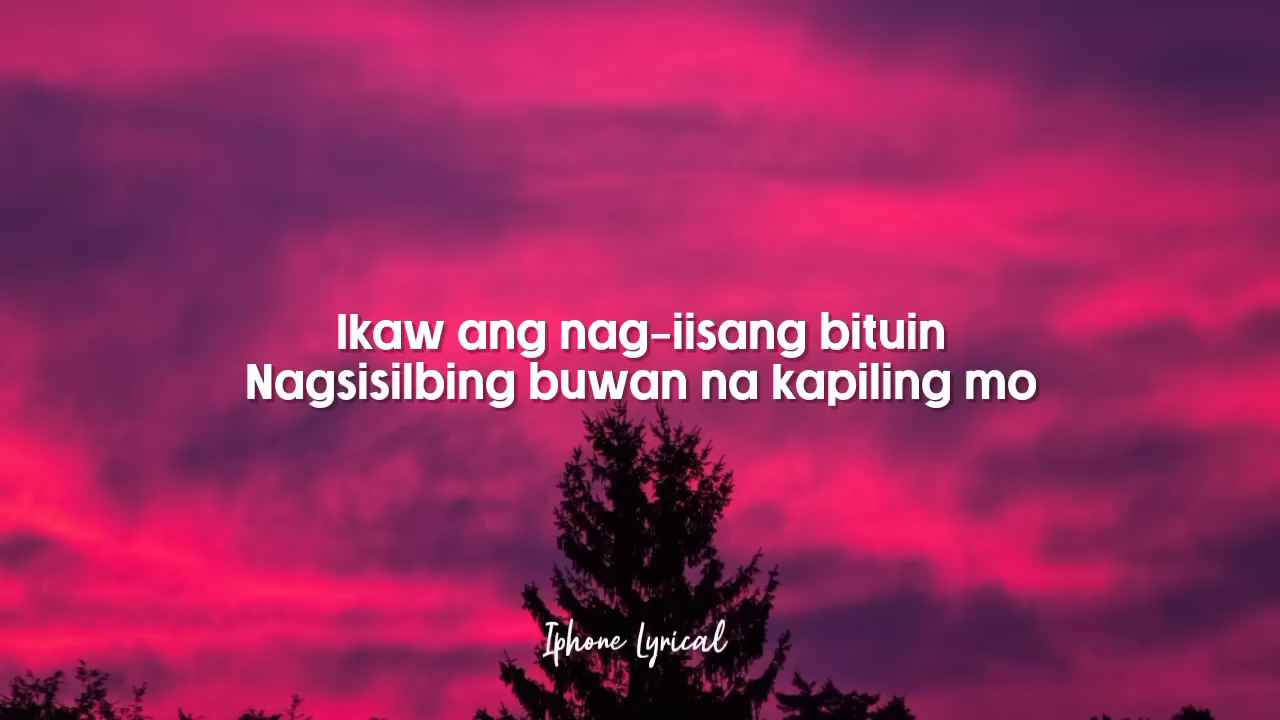 Ikaw ang nag-iisang bituin
Nagsisilbing buwan na kapiling mo
Iphone Lyrical